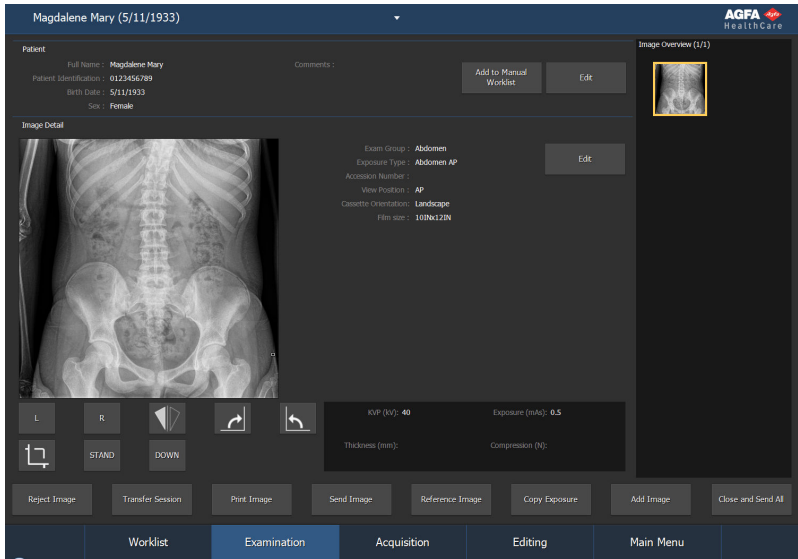 Magdalene Mary (5/11/1933)
AGFA
HealthCare
Patient
Full Name : Magdalene Mary
Comments :
Patient Identification : 0123456789
Birth Date : 5/11/1933
Sex : Female
Add to Manual
Worklist
Edit
Image Overview (1/1)
Image Detail
Exam Group : Abdomen
Exposure Type : Abdomen AP
Accession Number :
View Position : AP
Cassette Orientation: Landscape
Film size : 10INx12IN
Edit
L
R
STAND
DOWN
KVP (kV): 40
Exposure (mAs): 0.5
Thickness (mm):
Compression (N):
Reject Image
Transfer Session
Print Image
Send Image
Reference Image
Copy Exposure
Add Image
Close and Send All
Worklist
Examination
Acquisition
Editing
Main Menu